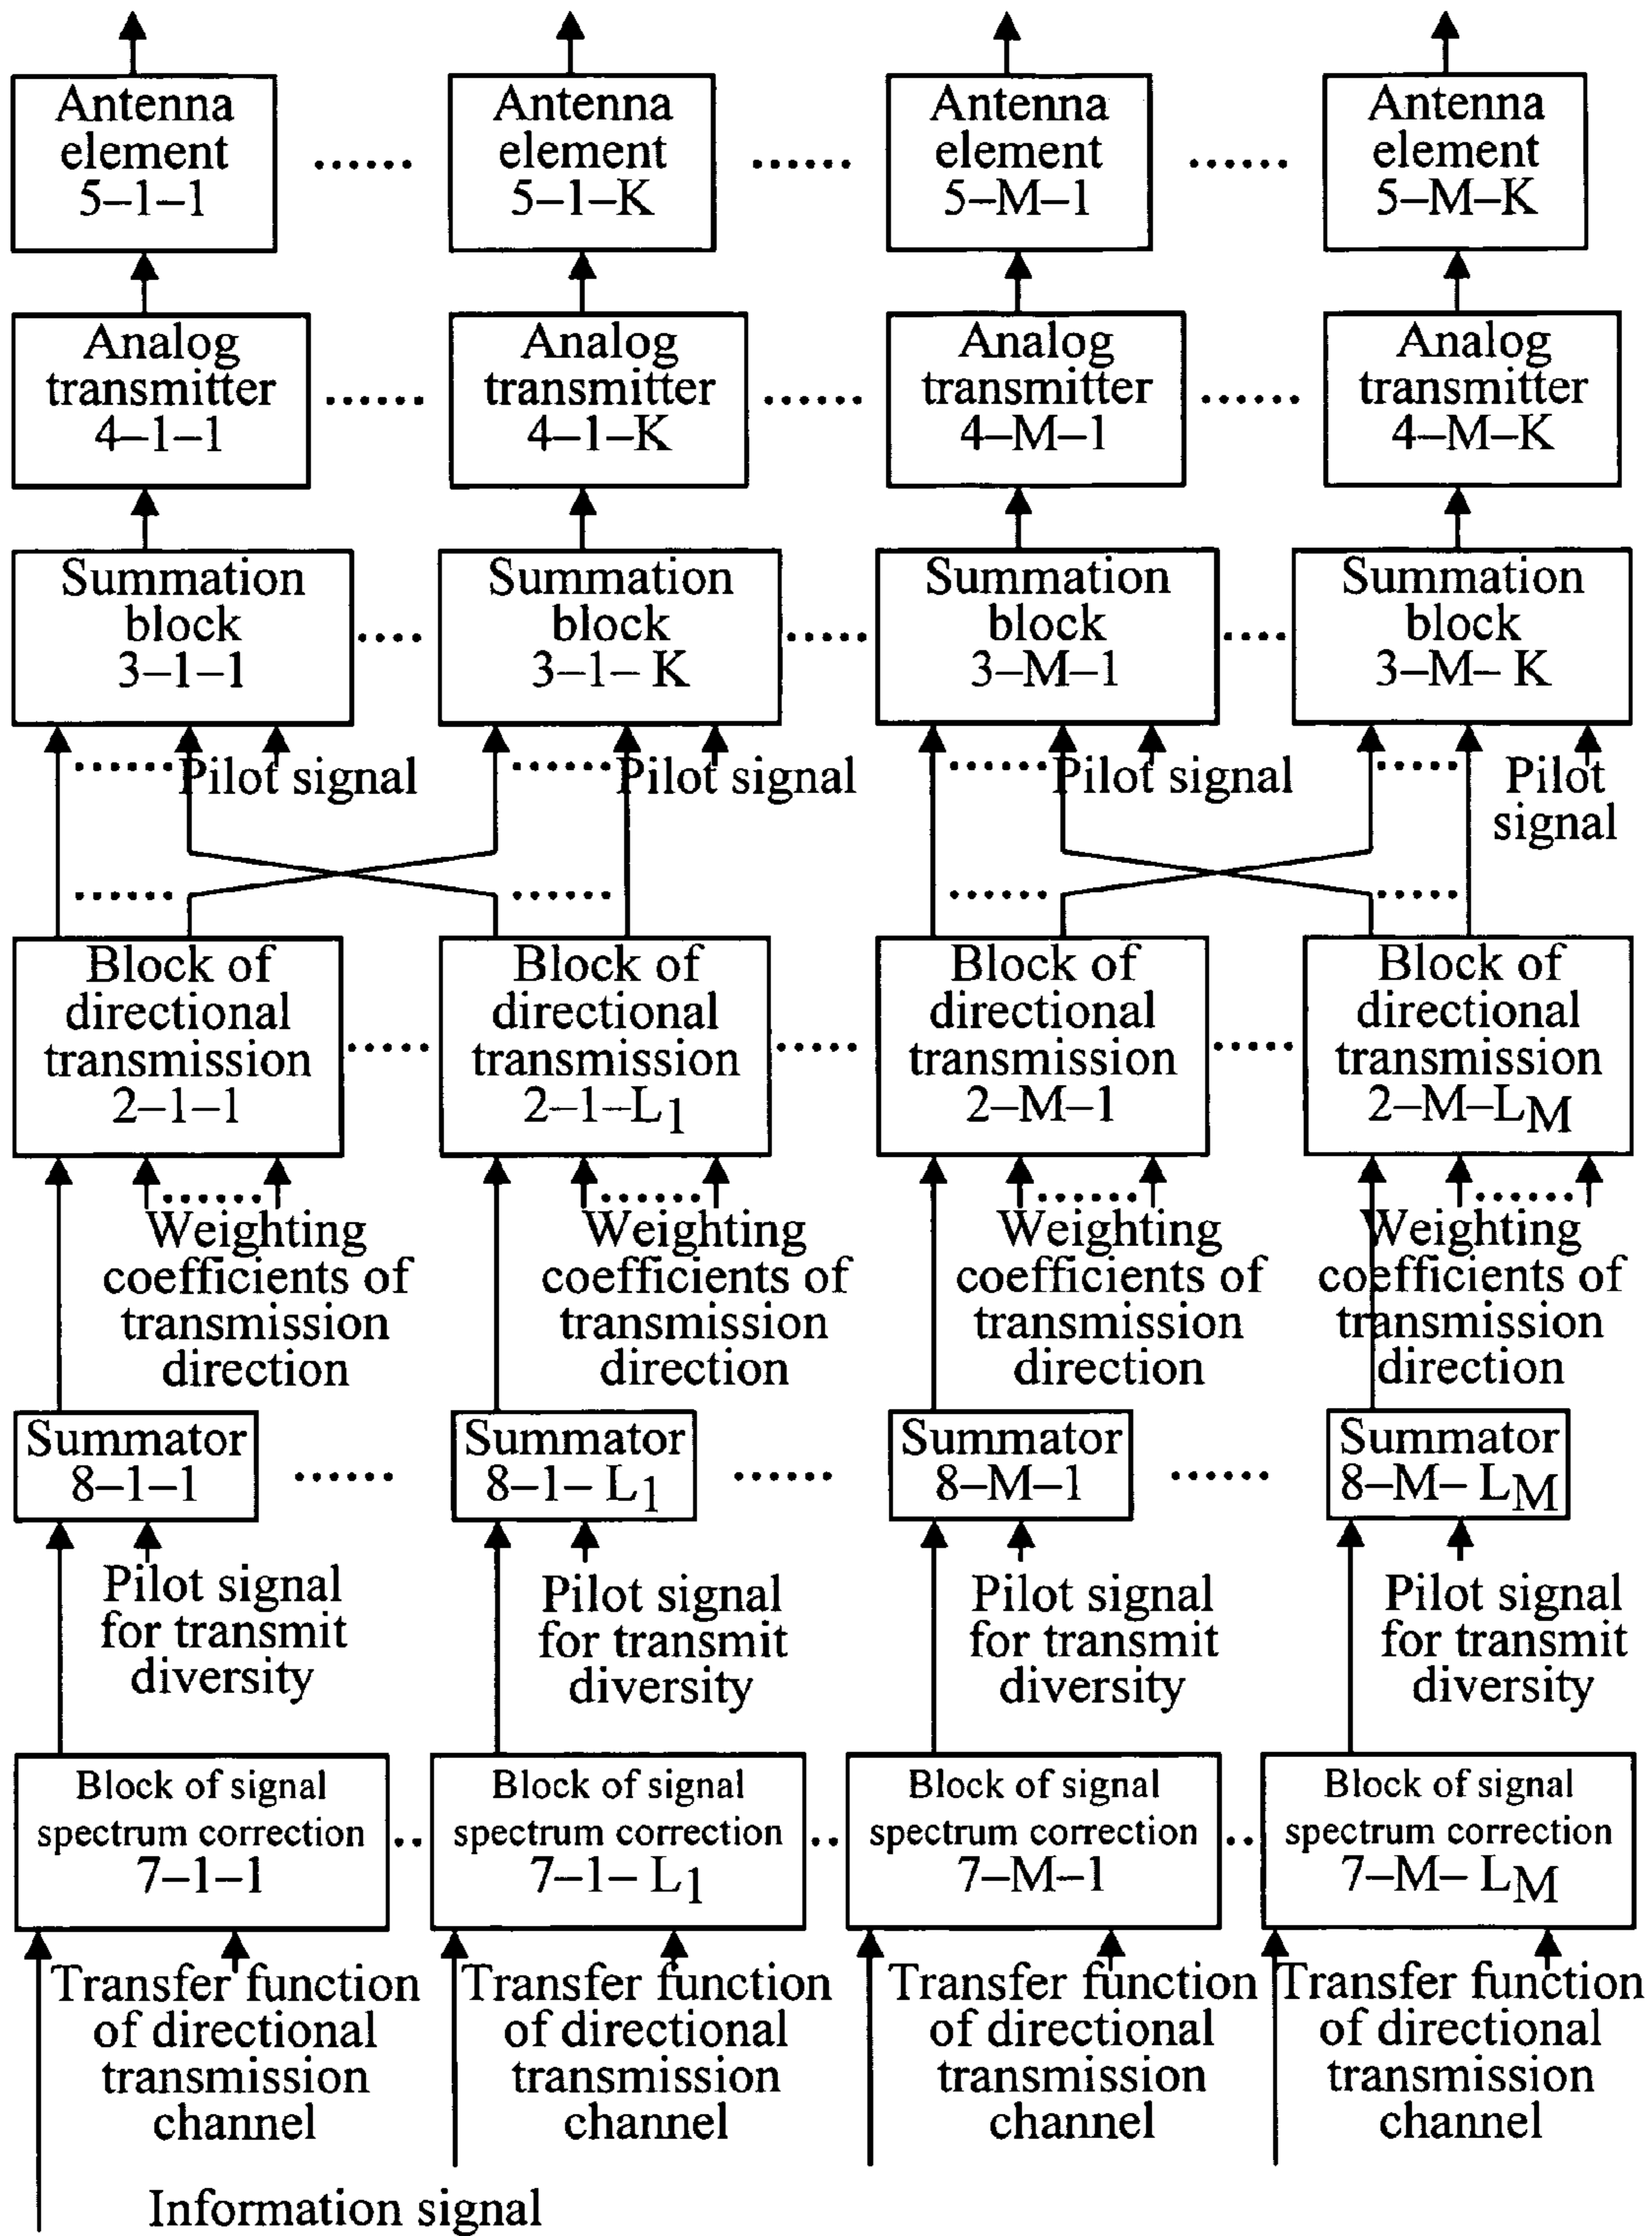 Antenna
element
5–1–1
......
Antenna
element
5–1–K
......
Antenna
element
5–M–1
......
Antenna
element
5–M–K
Analog
transmitter
4–1–1
......
Analog
transmitter
4–1–K
......
Analog
transmitter
4–M–1
......
Analog
transmitter
4–M–K
Summation
block
3–1–1
....
Summation
block
3–1– K
.....
Summation
block
3–M–1
....
Summation
block
3–M– K
Pilot signal
Pilot signal
Pilot signal
Pilot
signal
Block of
directional
transmission
2–1–1
.....
Block of
directional
transmission
2–1–L1
.....
Block of
directional
transmission
2–M–1
.....
Block of
directional
transmission
2–M–LM
Weighting
coefficients of
transmission
direction
Weighting
coefficients of
transmission
direction
Weighting
coefficients of
transmission
direction
Weighting
coefficients of
transmission
direction
Summator
8–1–1
......
Summator
8–1– L1
......
Summator
8–M–1
......
Summator
8–M– LM
Pilot signal
for transmit
diversity
Pilot signal
for transmit
diversity
Pilot signal
for transmit
diversity
Pilot signal
for transmit
diversity
Block of signal
spectrum correction
7–1–1
..
Block of signal
spectrum correction
7–1– L1
..
Block of signal
spectrum correction
7–M–1
..
Block of signal
spectrum correction
7–M– LM
Transfer function
of directional
transmission
channel
Transfer function
of directional
transmission
channel
Transfer function
of directional
transmission
channel
Transfer function
of directional
transmission
channel
Information signal